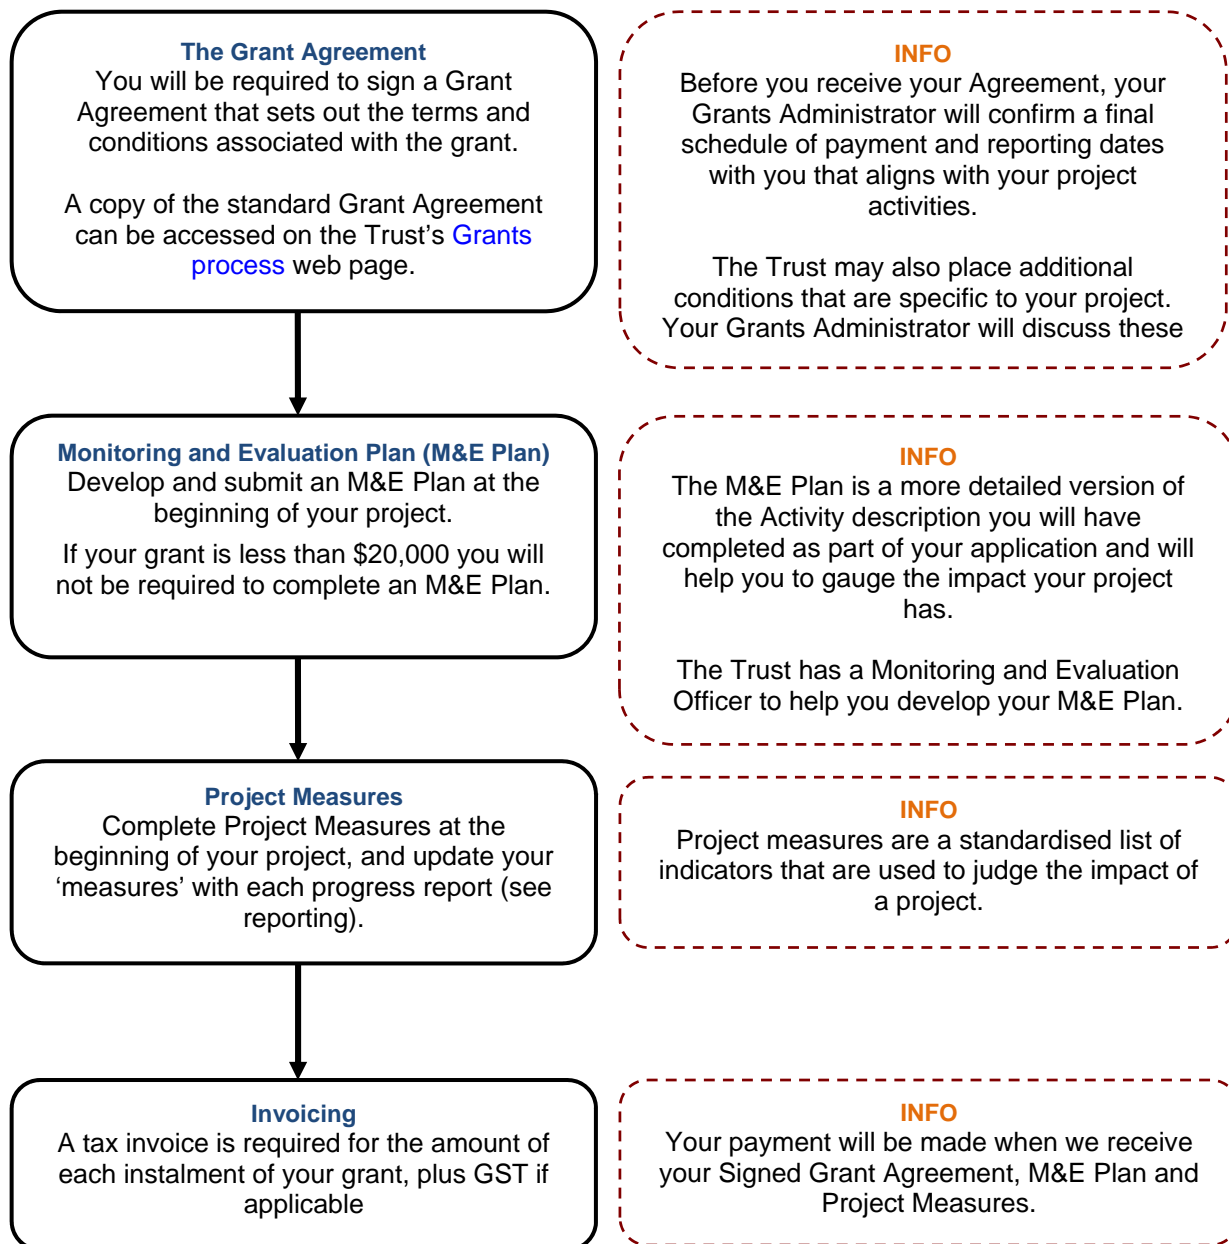 The Grant Agreement
You will be required to sign a Grant
Agreement that sets out the terms and
conditions associated with the grant.
A copy of the standard Grant Agreement
can be accessed on the Trust’s Grants
process web page.
INFO
Before you receive your Agreement, your
Grants Administrator will confirm a final
schedule of payment and reporting dates
with you that aligns with your project
activities.
The Trust may also place additional
conditions that are specific to your project.
Your Grants Administrator will discuss these
Monitoring and Evaluation Plan (M&E Plan)
Develop and submit an M&E Plan at the
beginning of your project.
If your grant is less than $20,000 you will
not be required to complete an M&E Plan.
INFO
The M&E Plan is a more detailed version of
the Activity description you will have
completed as part of your application and will
help you to gauge the impact your project
has.
The Trust has a Monitoring and Evaluation
Officer to help you develop your M&E Plan.
Project Measures
Complete Project Measures at the
beginning of your project, and update your
‘measures’ with each progress report (see
reporting).
INFO
Project measures are a standardised list of
indicators that are used to judge the impact of
a project.
Invoicing
A tax invoice is required for the amount of
each instalment of your grant, plus GST if
applicable
INFO
Your payment will be made when we receive
your Signed Grant Agreement, M&E Plan and
Project Measures.